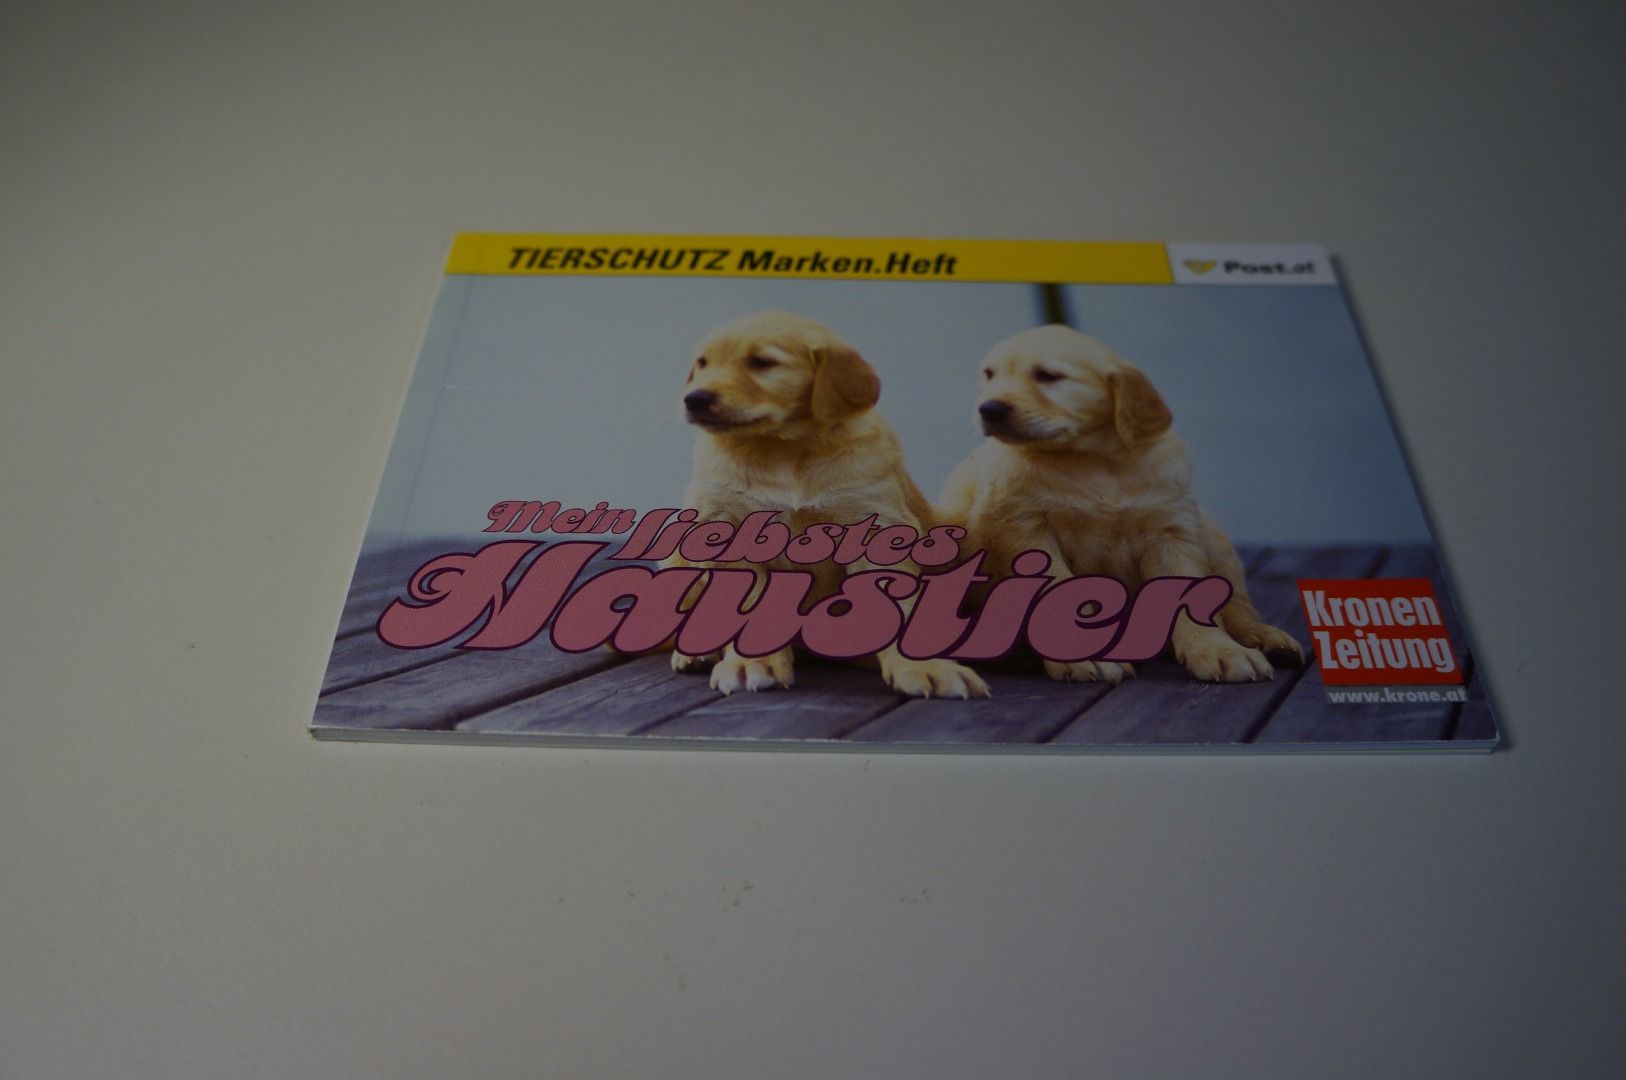 TIERSCHUTZ Marken.Heft
Post.at
Mein liebstes
Haustier
Kronen
Zeitung
www.krone.at